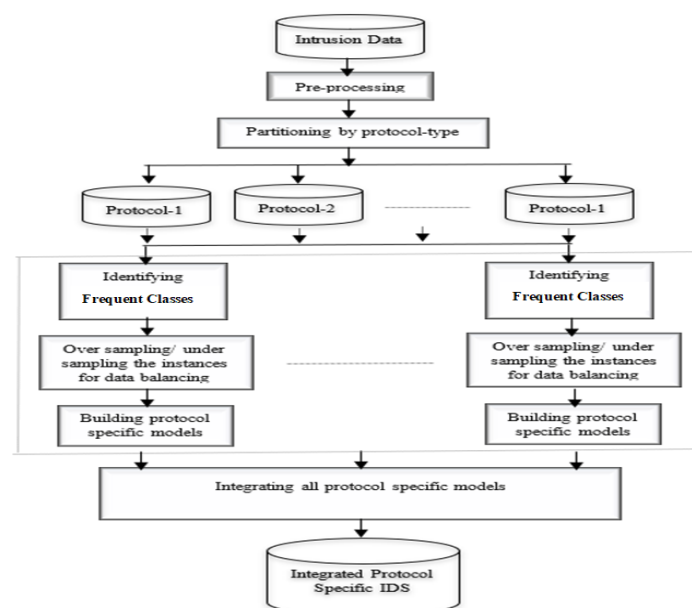 Intrusion Data
Pre-processing
Partitioning by protocol-type
Protocol-1
Protocol-2
Protocol-1
Identifying
Frequent Classes
Identifying
Frequent Classes
Over sampling/ under
sampling the instances
for data balancing
Over sampling/ under
sampling the instances
for data balancing
Building protocol
specific models
Building protocol
specific models
Integrating all protocol specific models
Integrated Protocol
Specific IDS